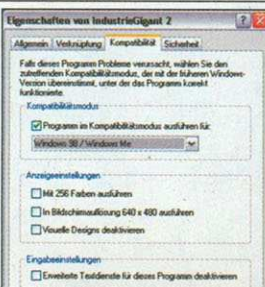 Eigenschaften von IndustrieGigant 2
Allgemein Verknüpfung Kompatibilität Sicherheit
Falls dieses Programm Probleme verursacht, wählen Sie den
zutreffenden Kompatibilitätsmodus, der mit der früheren Windows-
Version übereinstimmt, unter der das Programm korrekt
funktionierte.
Kompatibilitätsmodus
Programm im Kompatibilitätsmodus ausführen für:
Windows 98 / Windows Me
Anzeigeeinstellungen
Mit 256 Farben ausführen
In Bildschirmauflösung 640 x 480 ausführen
Visuelle Designs deaktivieren
Eingabeeinstellungen
Erweiterte Textdienste für dieses Programm deaktivieren